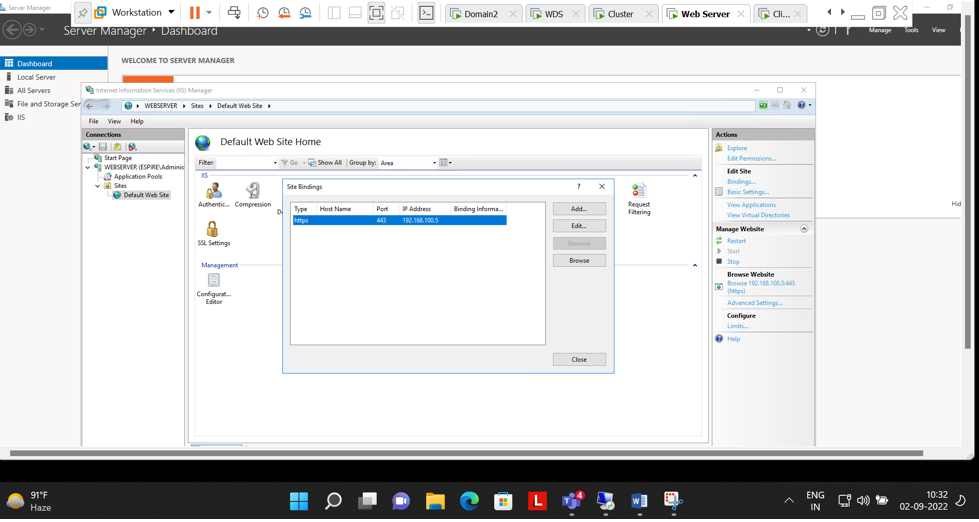 Server Manager
Workstation
Domain2
WDS
Cluster
Web Server
Cli...
Server Manager • Dashboard
Manage Tools View
Dashboard
Local Server
All Servers
File and Storage Ser
IIS
WELCOME TO SERVER MANAGER
Hid
Internet Information Services (IIS) Manager
WEBSERVER Sites Default Web Site
File View Help
Connections
Start Page
WEBSERVER (ESPIRE\Adminis
Application Pools
Sites
Default Web Site
Default Web Site Home
Filter: Go Show All Group by: Area
IIS
Authentic...
Compression
Request
Filtering
SSL Settings
Management
Configurat...
Editor
Site Bindings
? X
Type Host Name Port IP Address Binding Informa...
https 443 192.168.100.5
Add...
Edit...
Remove
Browse
Close
Actions
Explore
Edit Permissions...
Edit Site
Bindings...
Basic Settings...
View Applications
View Virtual Directories
Manage Website
Restart
Start
Stop
Browse Website
Browse 192.168.100.5:443
(https)
Advanced Settings...
Configure
Limits...
Help
91°F
Haze
L
4
ENG
IN
10:32
02-09-2022